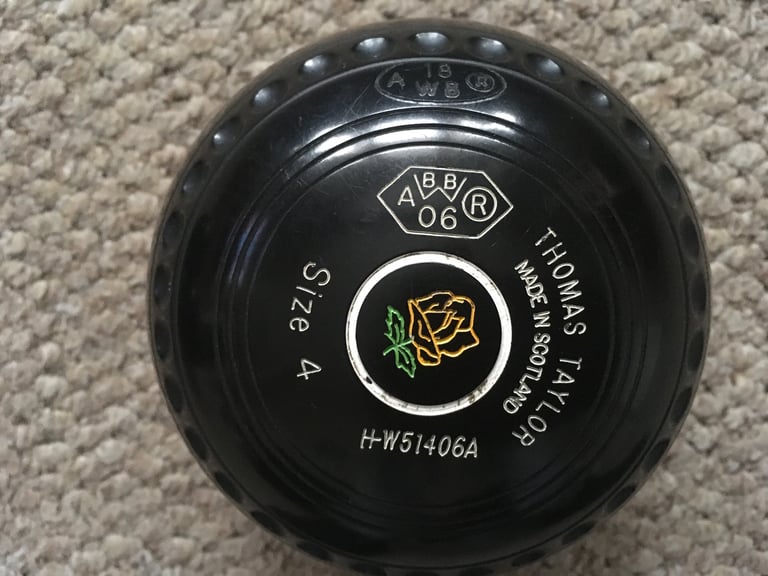 A 18 R
WB
A BB R
06
Size 4
THOMAS TAYLOR
MADE IN SCOTLAND
H-W51406A